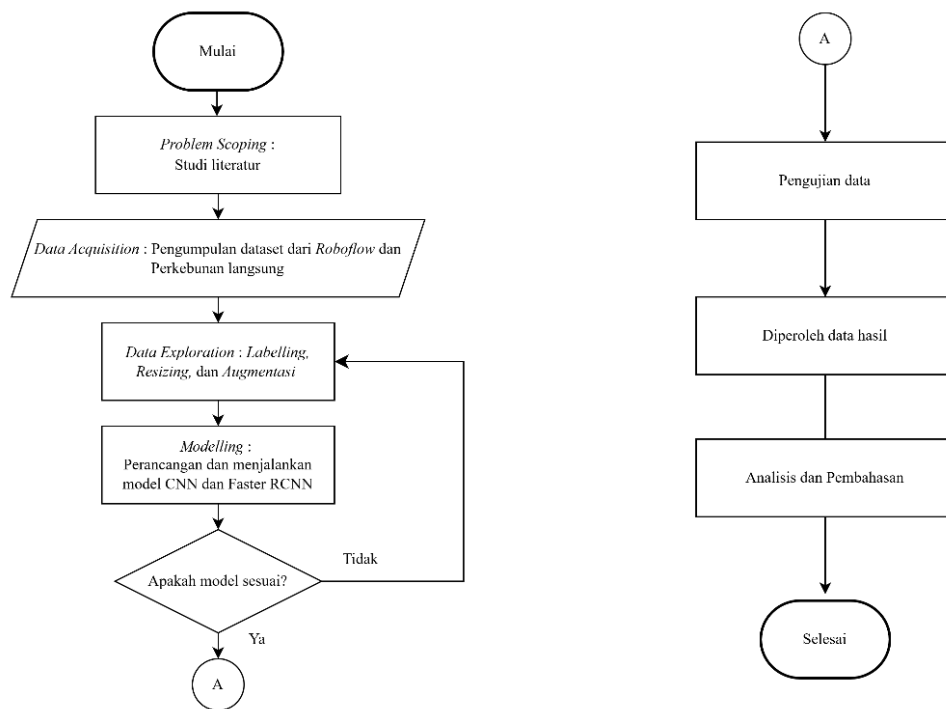 Mulai
Problem Scoping :
Studi literatur
Data Acquisition : Pengumpulan dataset dari Roboflow dan
Perkebunan langsung
Data Exploration : Labelling,
Resizing, dan Augmentasi
Modelling :
Perancangan dan menjalankan
model CNN dan Faster RCNN
Apakah model sesuai?
Tidak
Ya
A
A
Pengujian data
Diperoleh data hasil
Analisis dan Pembahasan
Selesai